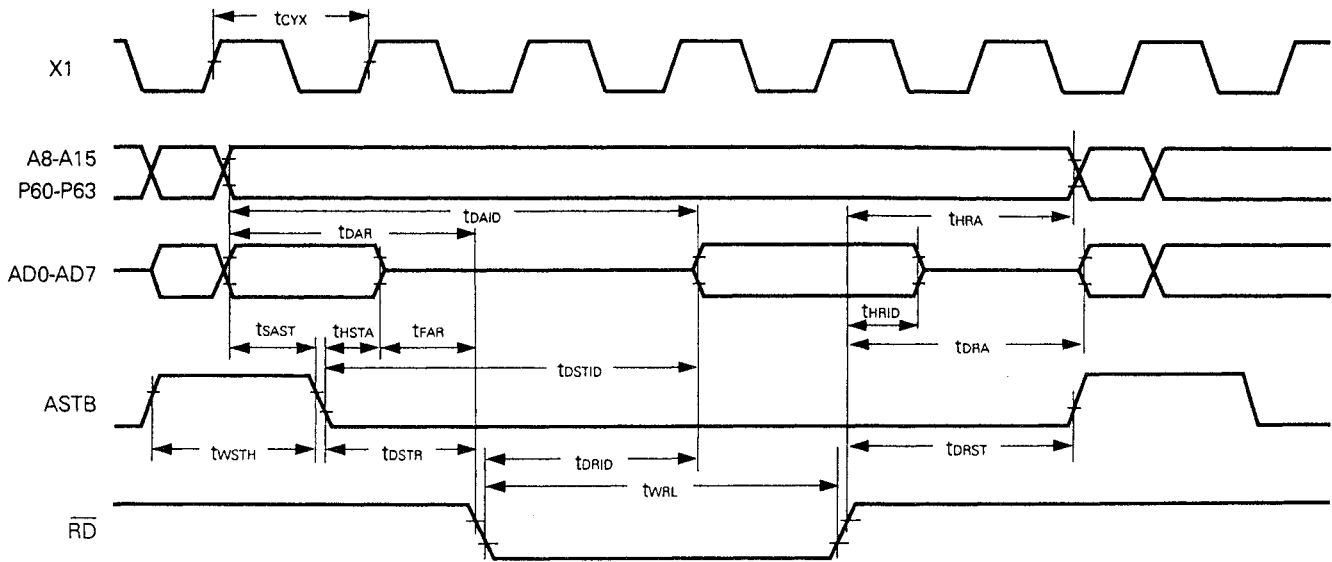 tCYX
X1
A8-A15
P60-P63
tDAID
tHRA
tDAR
AD0-AD7
tHRID
tSAST
tHSTA
tFAR
tDRA
tDSTID
ASTB
tWSTH
tDSTR
tDRID
tDRST
tWRL
RD